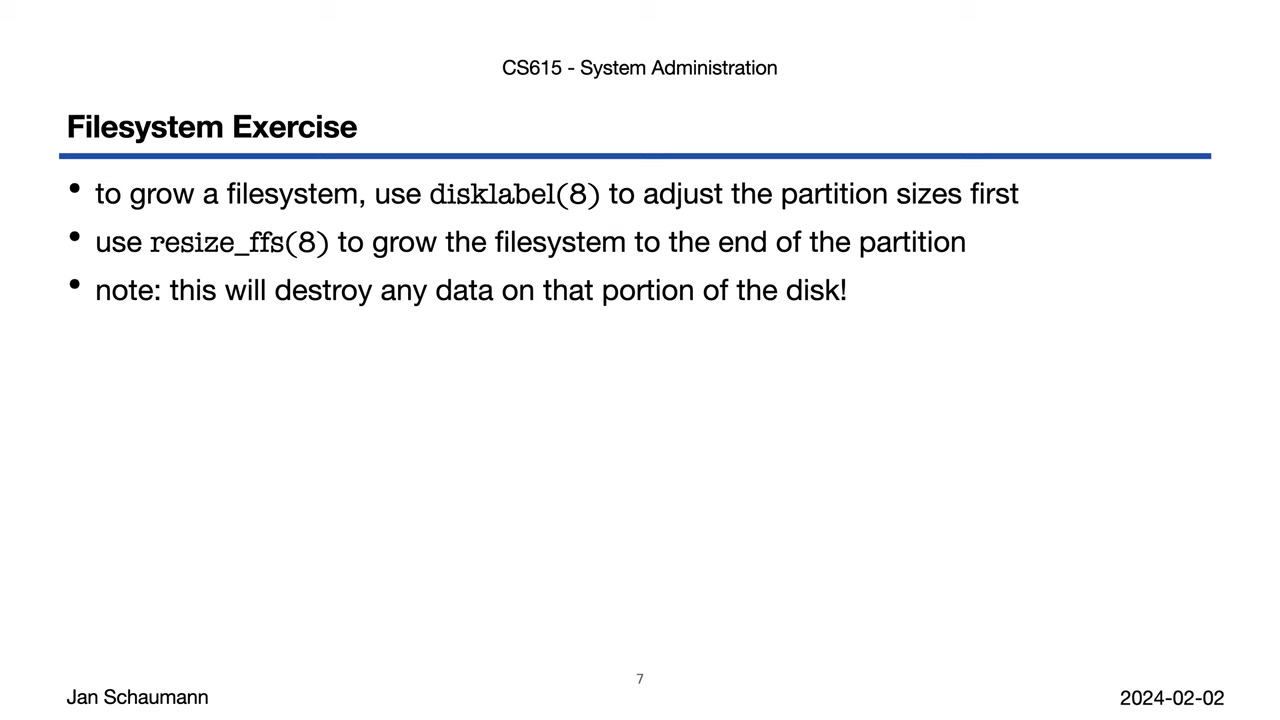 CS615 - System Administration
Filesystem Exercise
• to grow a filesystem, use disklabel(8) to adjust the partition sizes first
• use resize_ffs(8) to grow the filesystem to the end of the partition
• note: this will destroy any data on that portion of the disk!
7
Jan Schaumann
2024-02-02